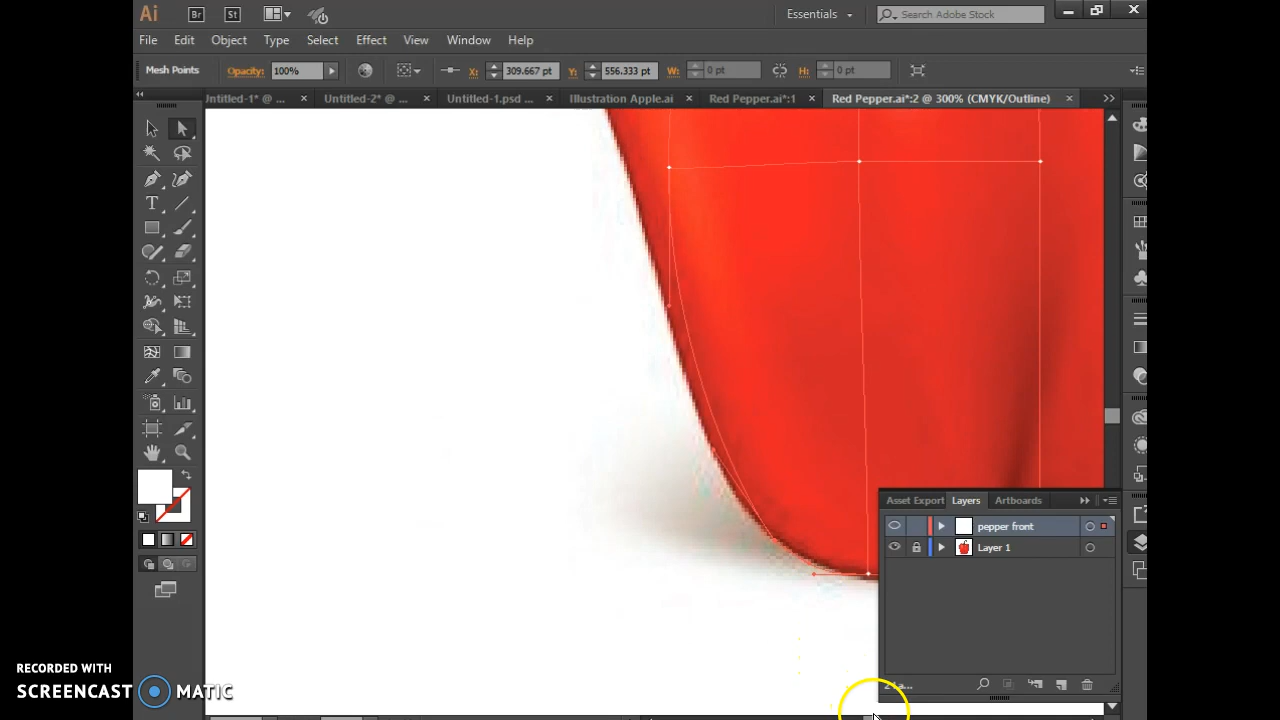 Ai Br St Essentials Search Adobe Stock
File Edit Object Type Select Effect View Window Help
Mesh Points Opacity: 100% X: 309.667 pt Y: 556.333 pt W: 0 pt H: 0 pt
Intitled-1* @ ... Untitled-2* @ ... Untitled-1.psd ... Illustration Apple.ai Red Pepper.ai*:1 Red Pepper.ai*:2 @ 300% (CMYK/Outline)
T
Asset Export Layers Artboards
pepper front
Layer 1
RECORDED WITH
SCREENCAST MATIC